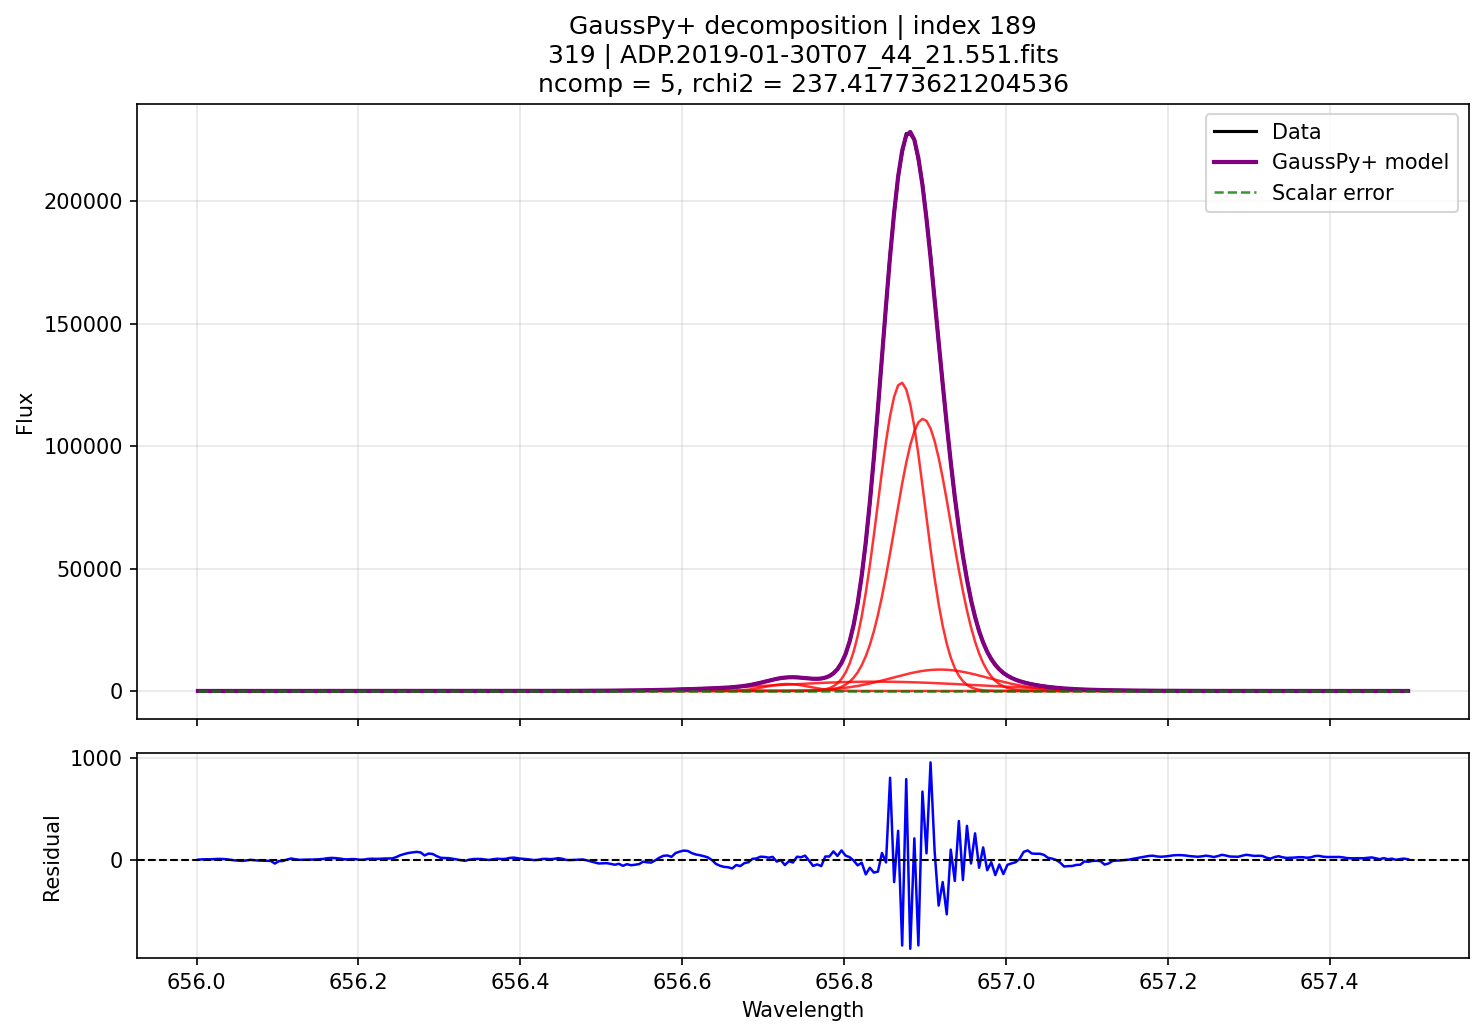 GaussPy+ decomposition | index 189
319 | ADP.2019-01-30T07_44_21.551.fits
ncomp = 5, rchi2 = 237.41773621204536
Data
GaussPy+ model
Scalar error
Flux
200000
150000
100000
50000
0
Residual
1000
0
656.0 656.2 656.4 656.6 656.8 657.0 657.2 657.4
Wavelength